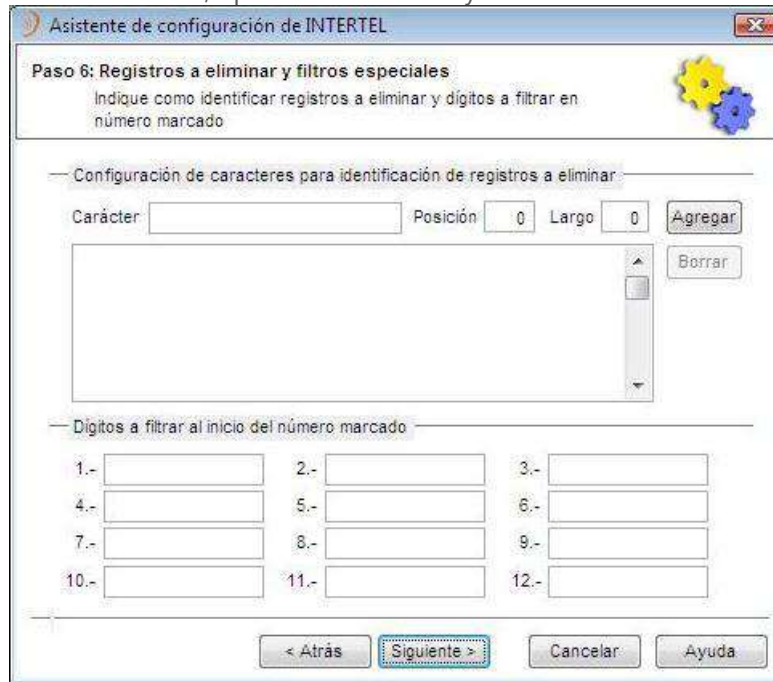 Asistente de configuración de INTERTEL
Paso 6: Registros a eliminar y filtros especiales
Indique como identificar registros a eliminar y dígitos a filtrar en
número marcado
Configuración de caracteres para identificación de registros a eliminar
Carácter Posición 0 Largo 0 Agregar
Borrar
Dígitos a filtrar al inicio del número marcado
1.- 2.- 3.-
4.- 5.- 6.-
7.- 8.- 9.-
10.- 11.- 12.-
< Atrás Siguiente > Cancelar Ayuda